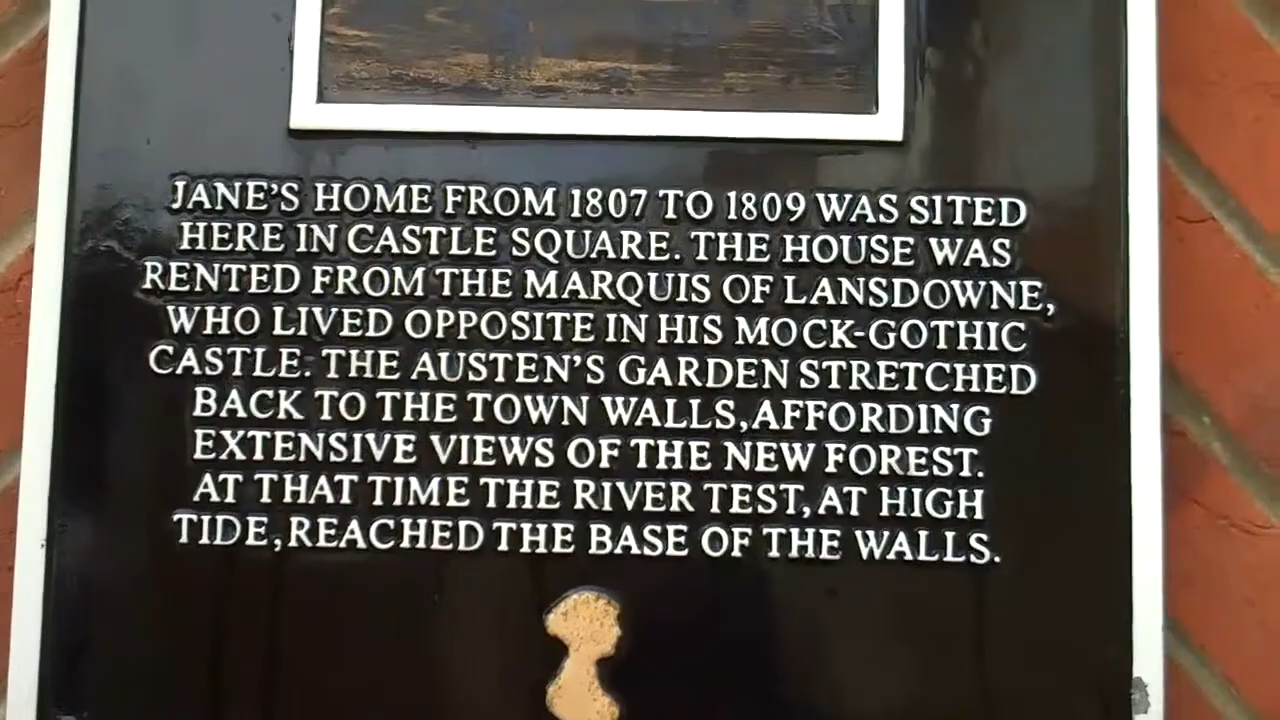 JANE'S HOME FROM 1807 TO 1809 WAS SITED
HERE IN CASTLE SQUARE. THE HOUSE WAS
RENTED FROM THE MARQUIS OF LANSDOWNE,
WHO LIVED OPPOSITE IN HIS MOCK-GOTHIC
CASTLE. THE AUSTEN'S GARDEN STRETCHED
BACK TO THE TOWN WALLS, AFFORDING
EXTENSIVE VIEWS OF THE NEW FOREST.
AT THAT TIME THE RIVER TEST, AT HIGH
TIDE, REACHED THE BASE OF THE WALLS.